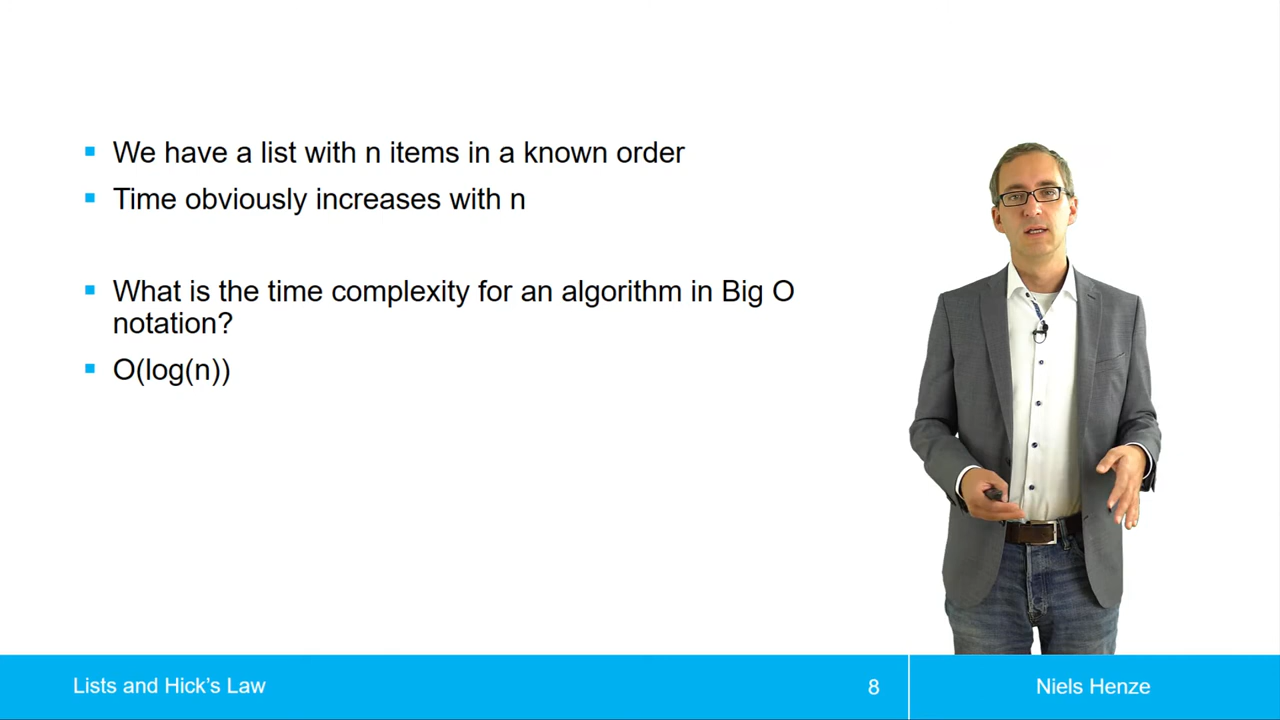 We have a list with n items in a known order
Time obviously increases with n
What is the time complexity for an algorithm in Big O
notation?
O(log(n))
Lists and Hick’s Law
8
Niels Henze